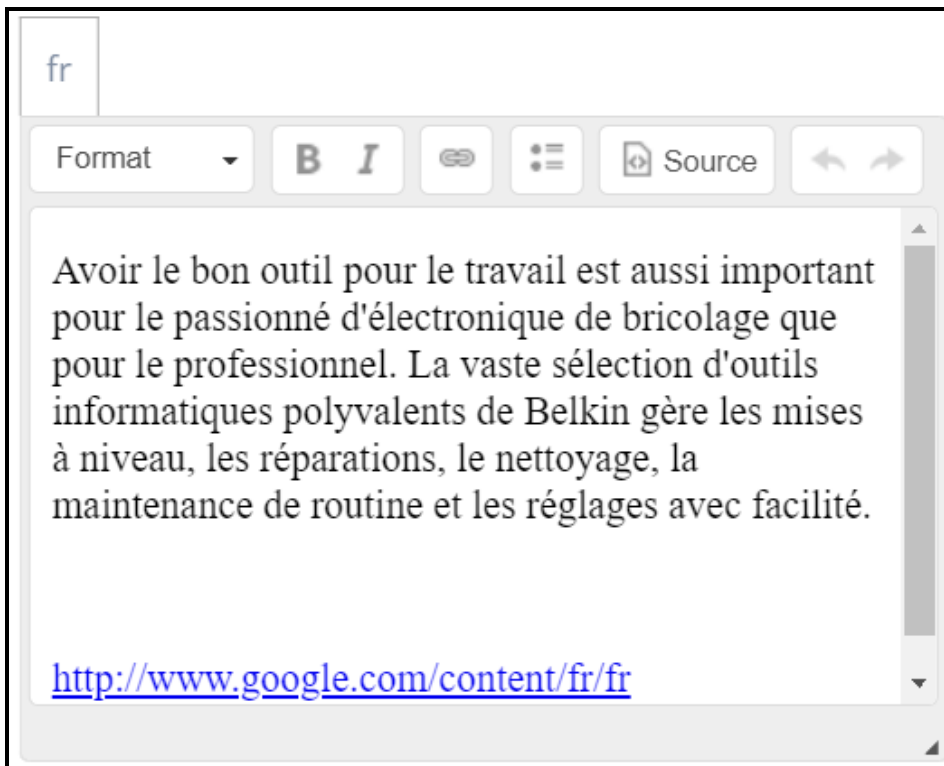 fr
Format B I Source
Avoir le bon outil pour le travail est aussi important
pour le passionné d'électronique de bricolage que
pour le professionnel. La vaste sélection d'outils
informatiques polyvalents de Belkin gère les mises
à niveau, les réparations, le nettoyage, la
maintenance de routine et les réglages avec facilité.
http://www.google.com/content/fr/fr